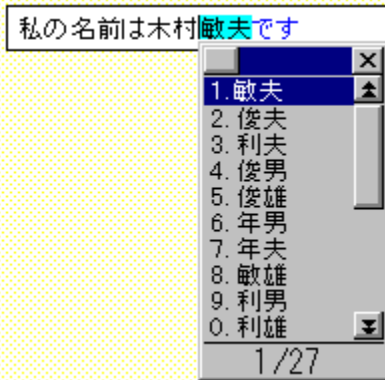 私の名前は木村敏夫です
1.敏夫
2.俊夫
3.利夫
4.俊男
5.俊雄
6.年男
7.年夫
8.敏雄
9.利男
0.利雄
1/27